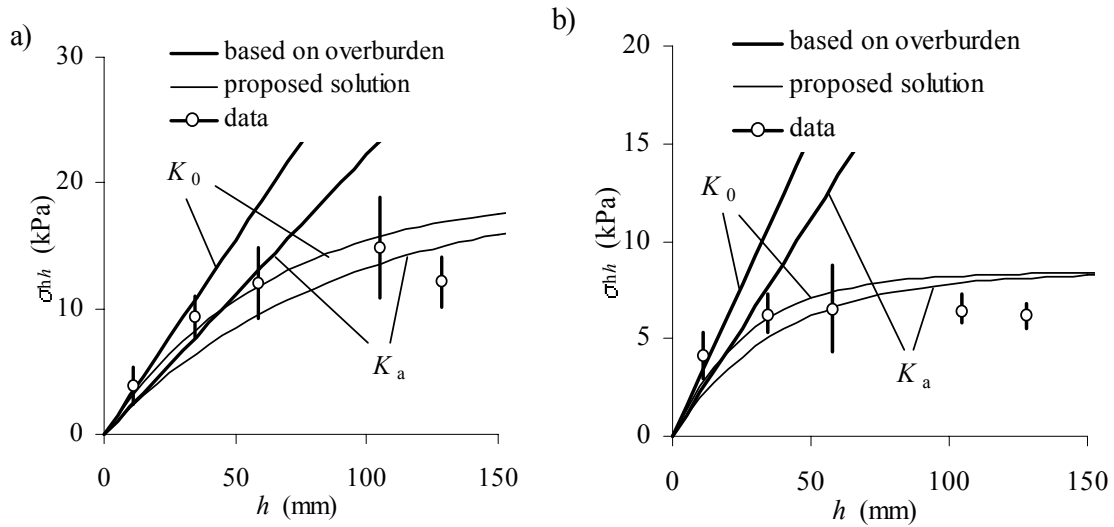 a)
based on overburden
proposed solution
data
30
20
10
0
σhh (kPa)
K0
Ka
0 50 100 150
h (mm)
b)
based on overburden
proposed solution
data
20
15
10
5
0
σhh (kPa)
K0
Ka
0 50 100 150
h (mm)